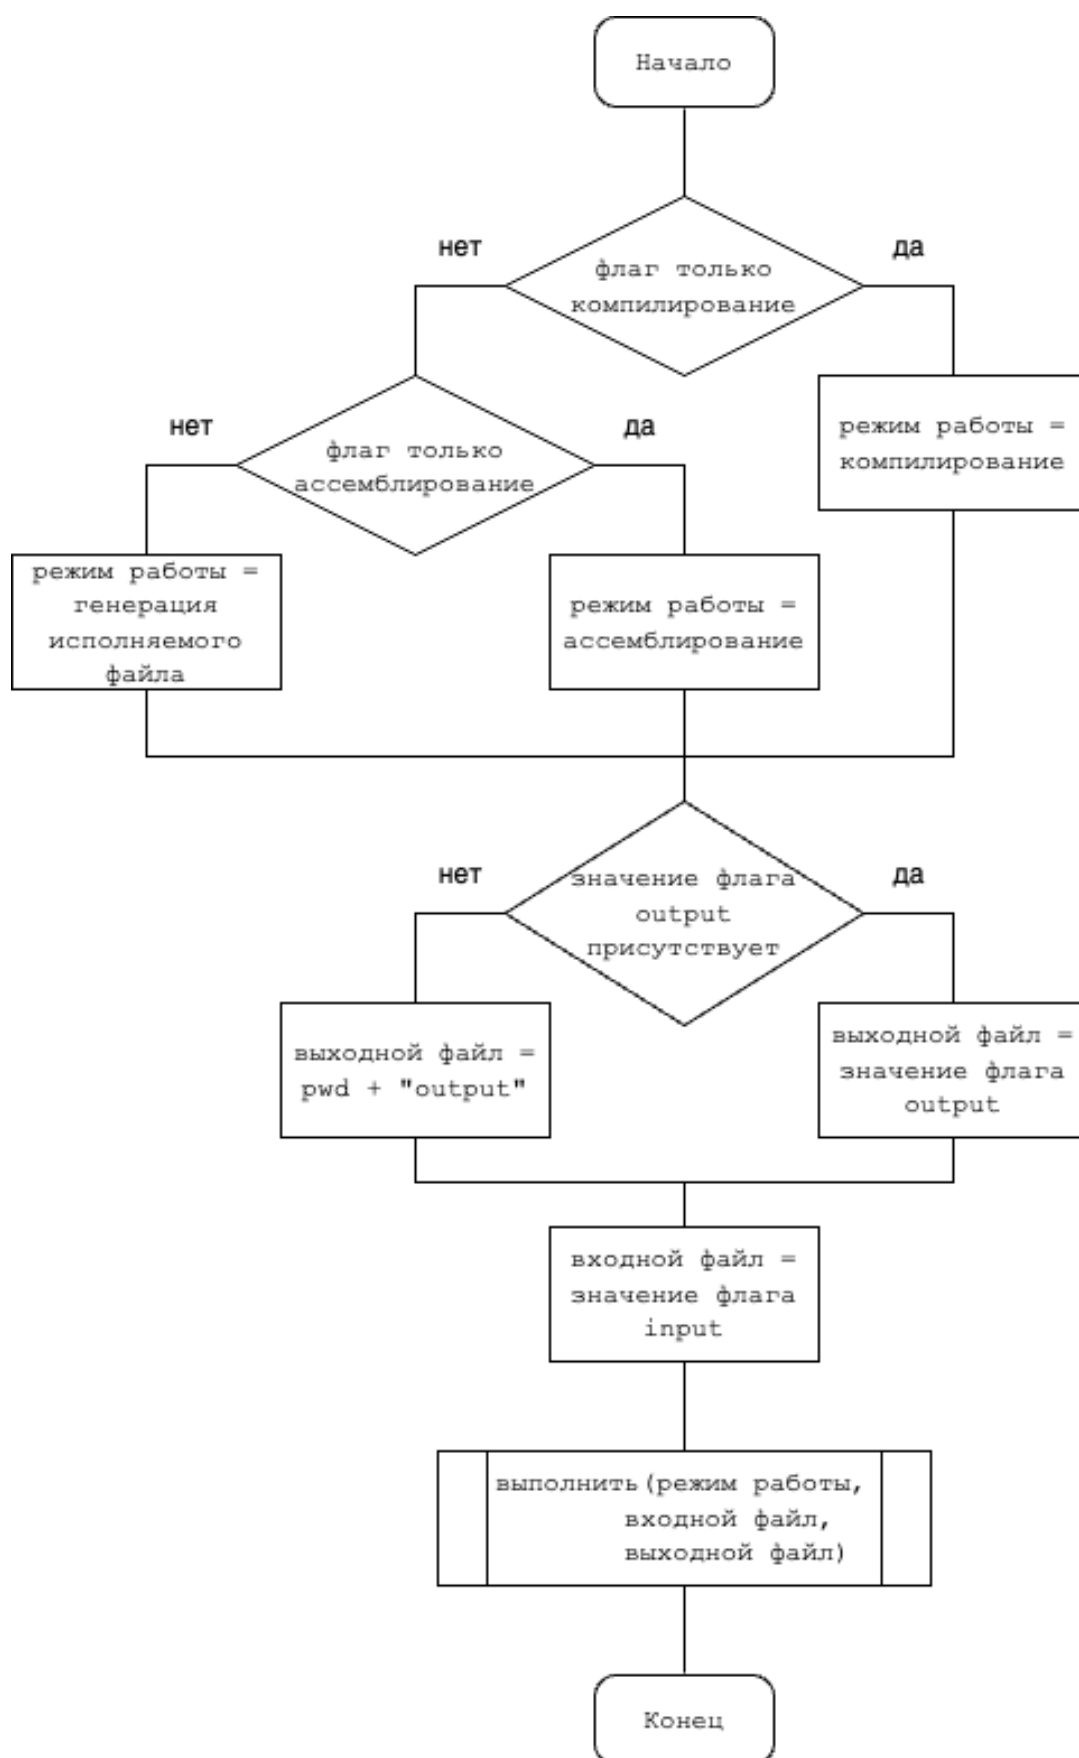 Начало
нет
да
флаг только
компилирование
нет
да
режим работы =
компилирование
флаг только
ассемблирование
режим работы =
генерация
исполняемого
файла
режим работы =
ассемблирование
нет
да
значение флага
output
присутствует
выходной файл =
pwd + "output"
выходной файл =
значение флага
output
входной файл =
значение флага
input
выполнить(режим работы,
входной файл,
выходной файл)
Конец